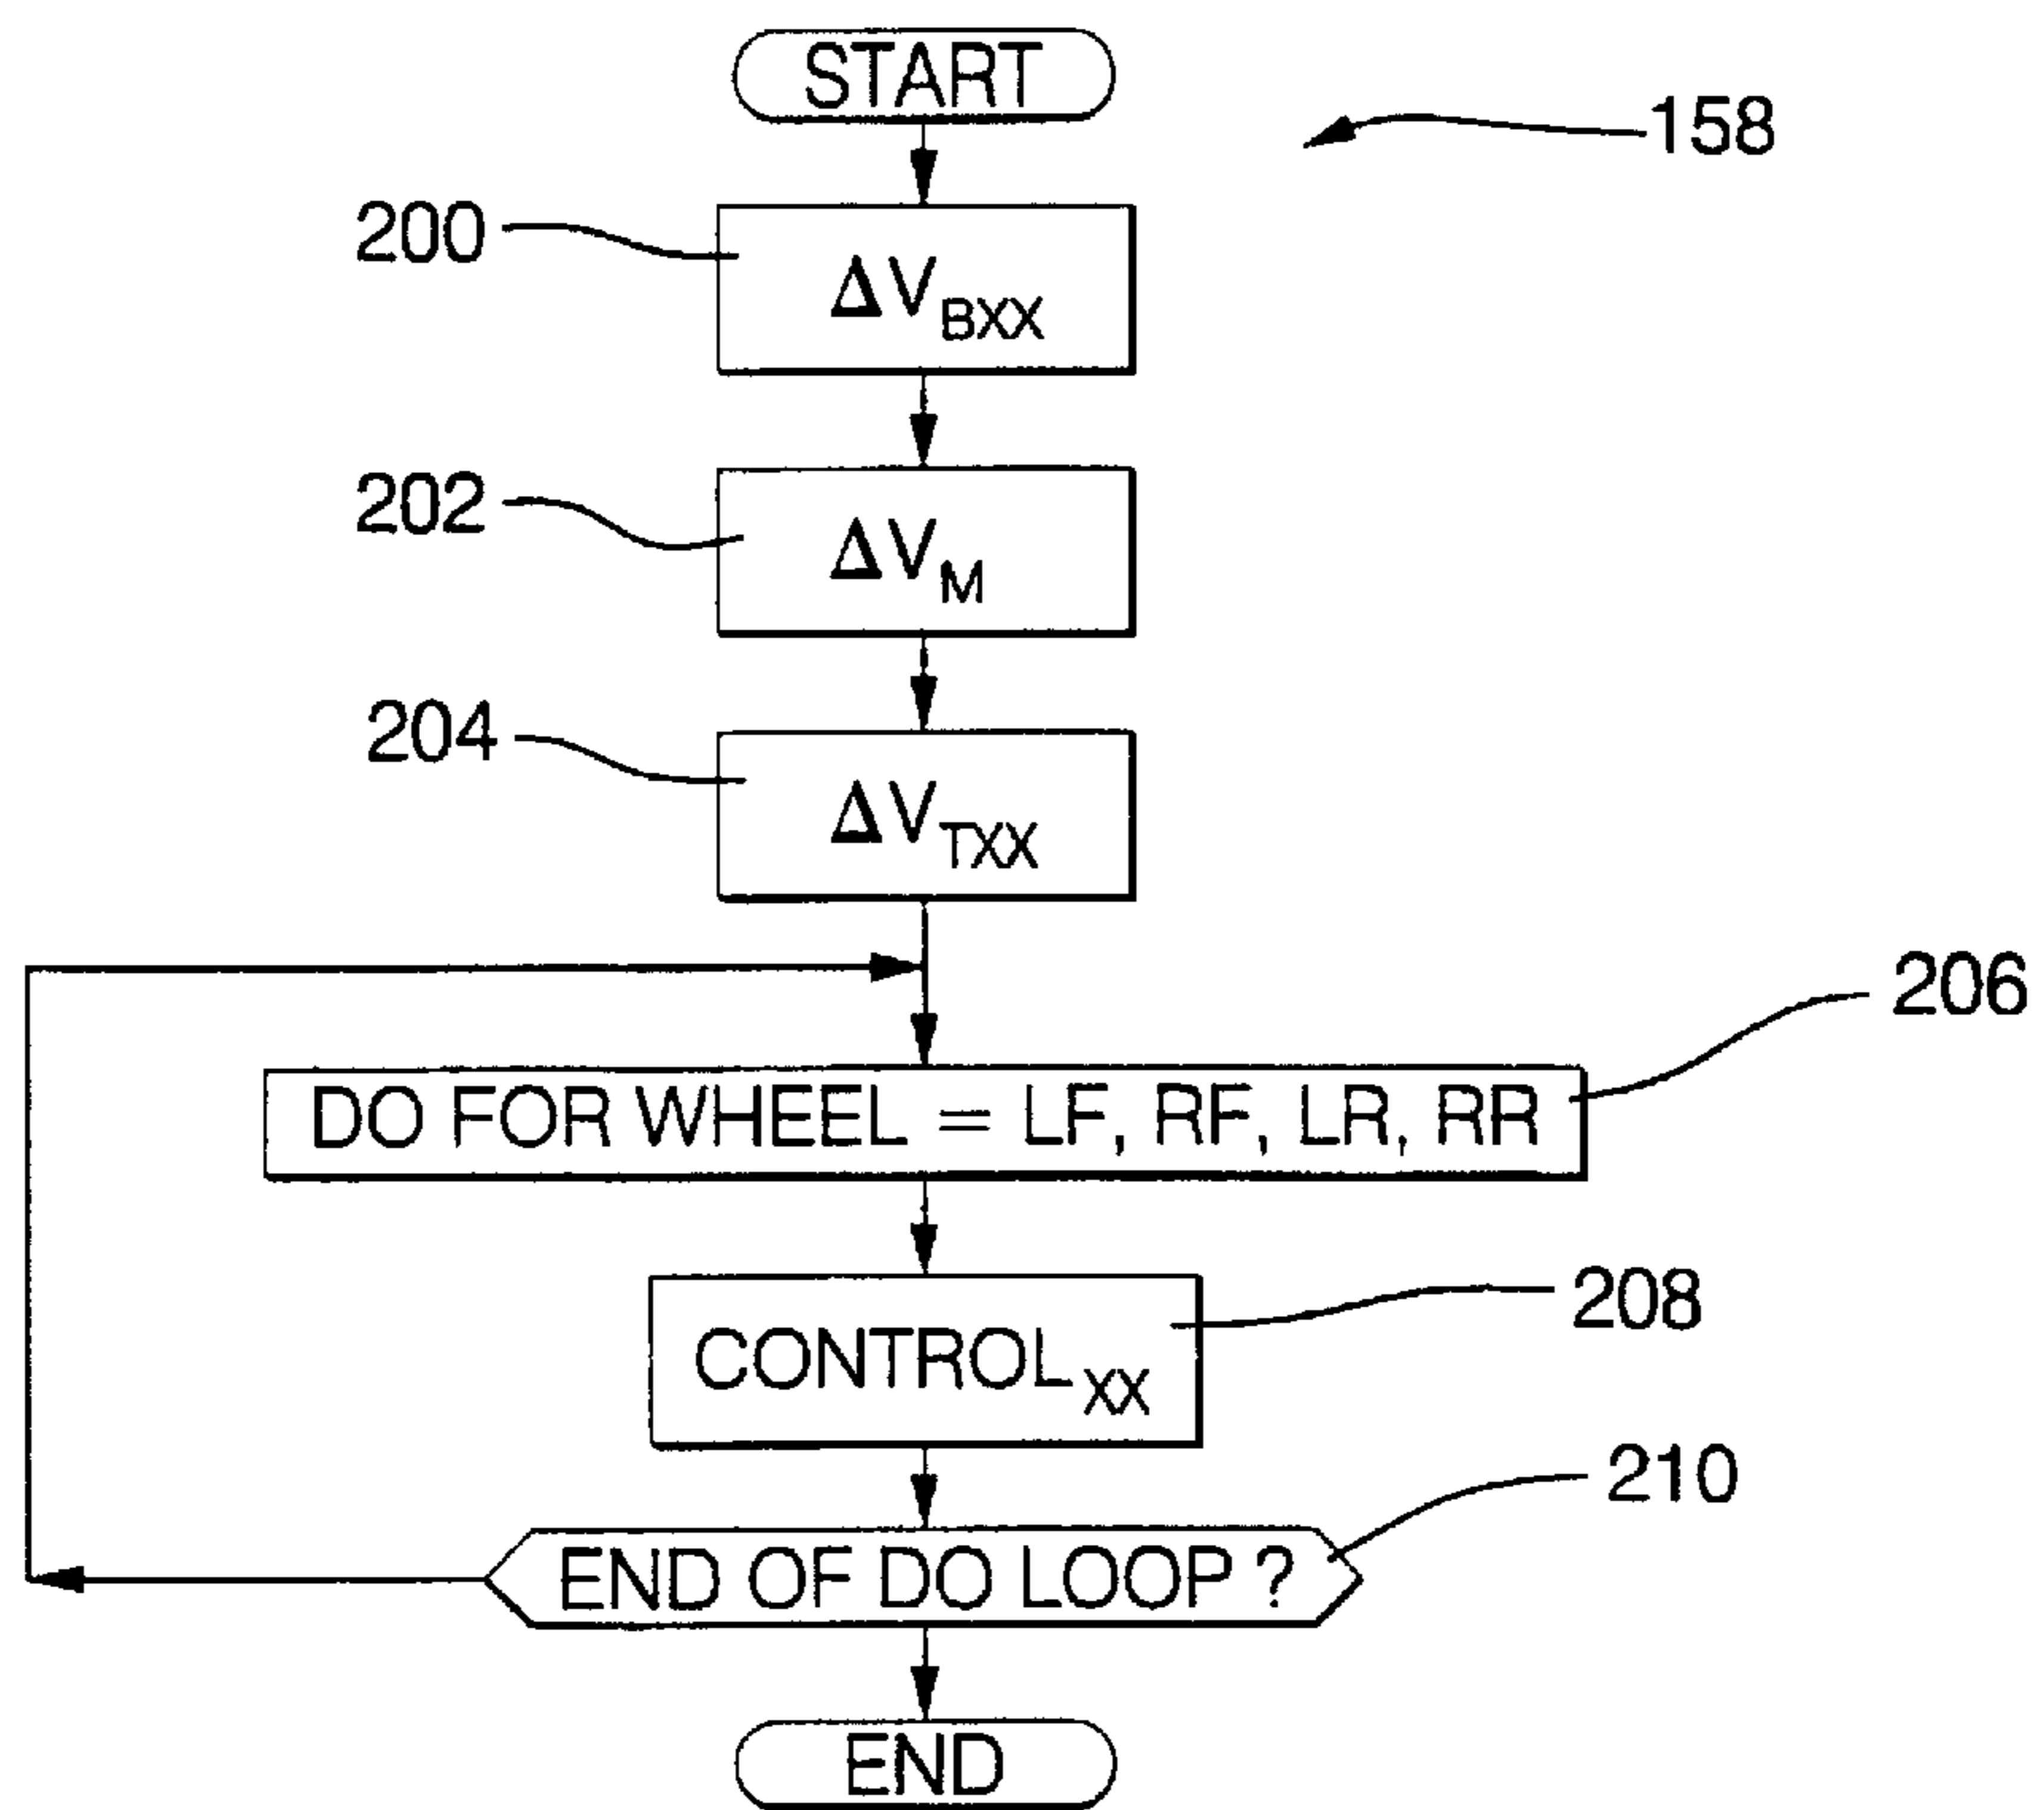 START
158
200
ΔV_BXX
202
ΔV_M
204
ΔV_TXX
206
DO FOR WHEEL = LF, RF, LR, RR
208
CONTROL_XX
210
END OF DO LOOP ?
END